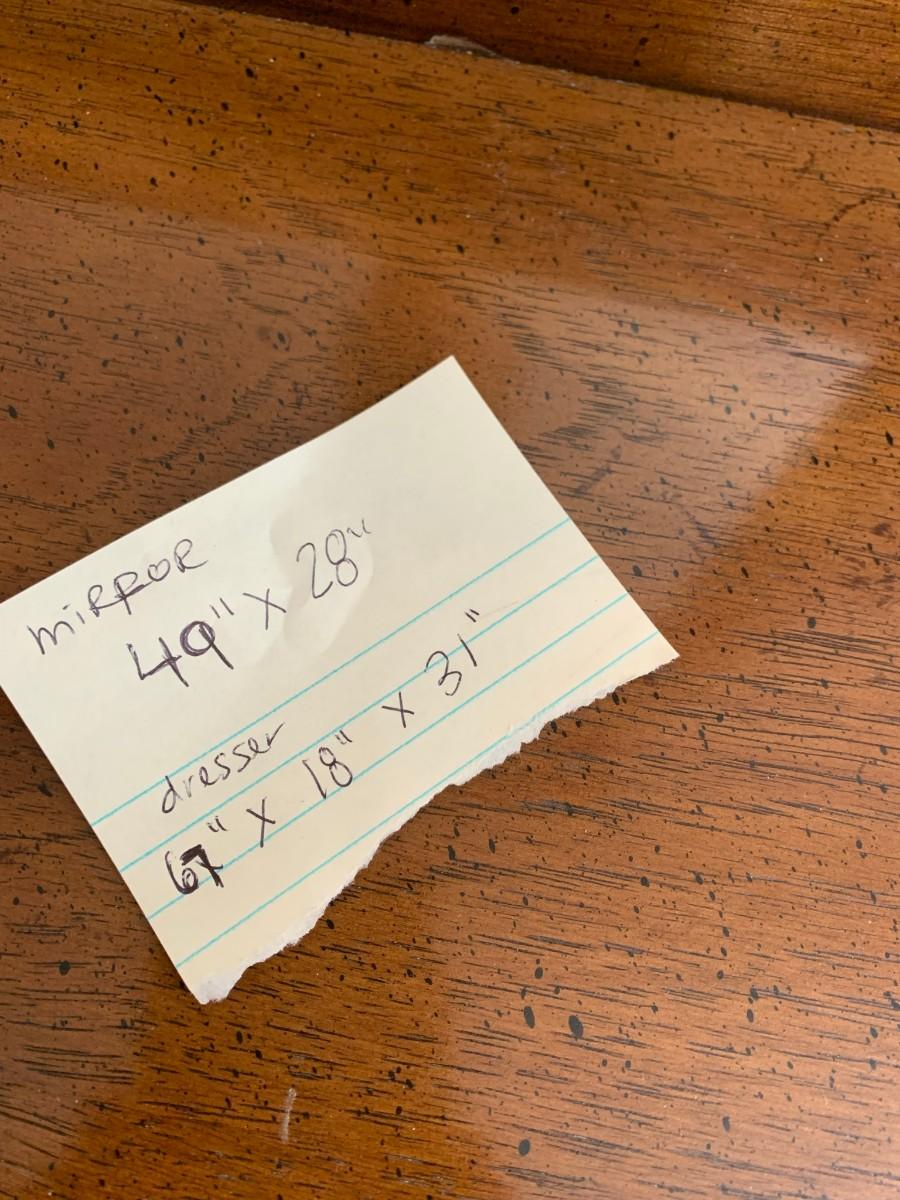 mirror
49" x 28"
dresser
67" x 18" x 31"